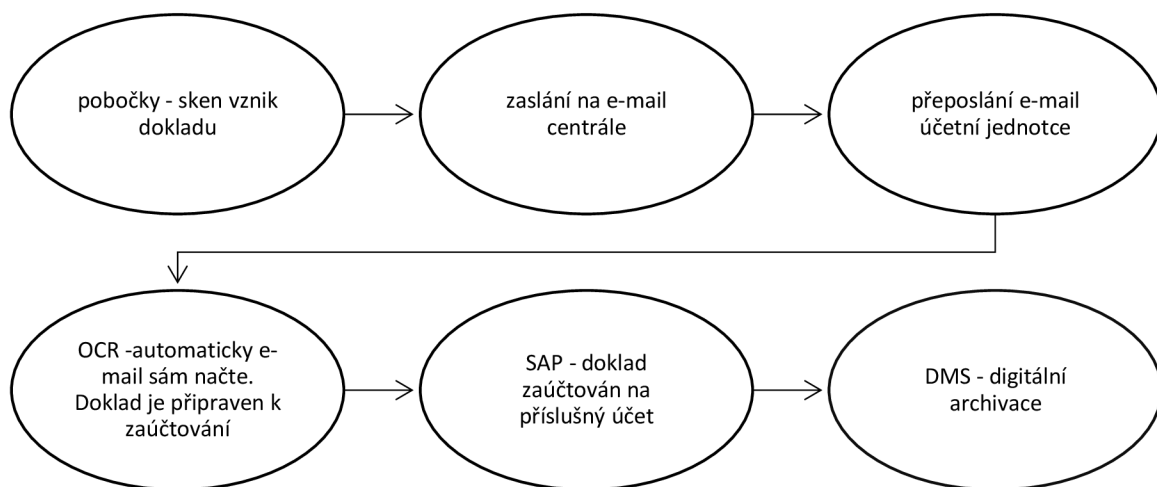 pobočky - sken vznik
dokladu
zaslání na e-mail
centrále
přeposlání e-mail
účetní jednotce
OCR -automaticky e-
mail sám načte.
Doklad je připraven k
zaúčtování
SAP - doklad
zaúčtován na
příslušný účet
DMS - digitální
archivace